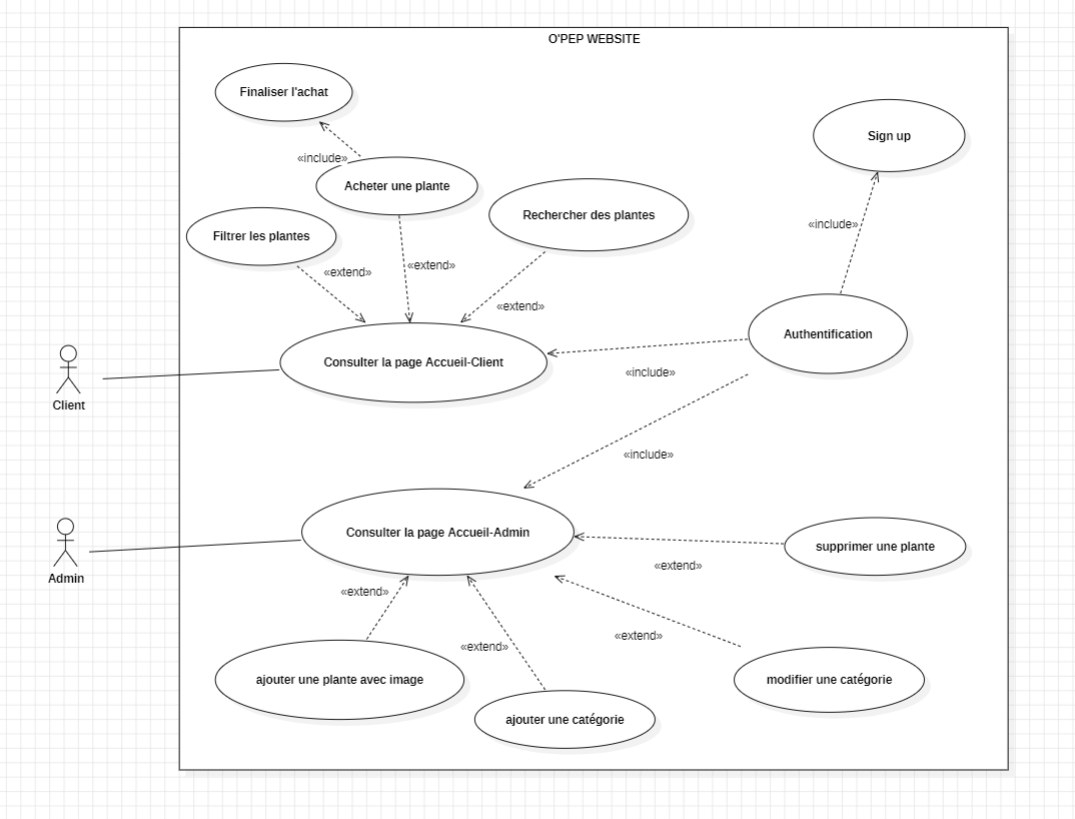 O'PEP WEBSITE
Finaliser l'achat
Sign up
«include»
Acheter une plante
Rechercher des plantes
«include»
Filtrer les plantes
«extend»
«extend»
«extend»
Authentification
Consulter la page Accueil-Client
«include»
Client
«include»
Consulter la page Accueil-Admin
supprimer une plante
«extend»
Admin
«extend»
«extend»
«extend»
ajouter une plante avec image
modifier une catégorie
ajouter une catégorie